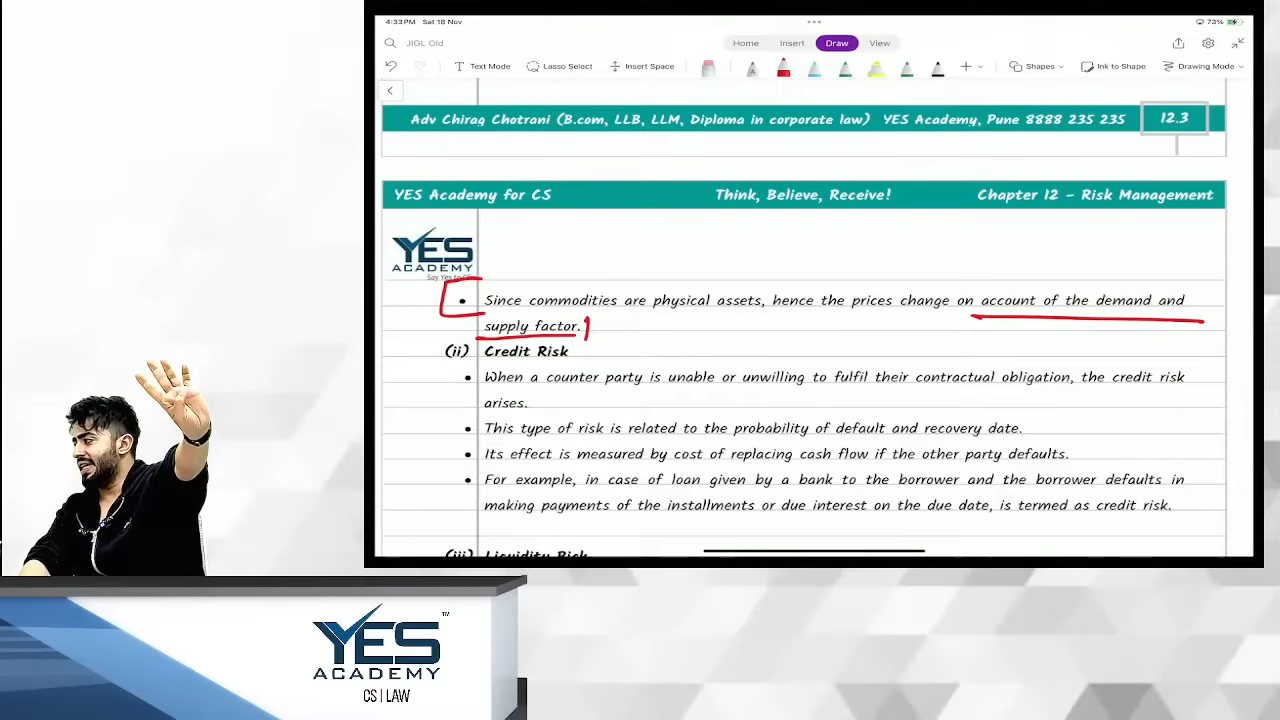 4:33 PM Sat 18 Nov
73%
JIGL Old
Home Insert Draw View
Text Mode Lasso Select Insert Space Shapes Ink to Shape Drawing Mode
Adv Chirag Chotrani (B.com, LLB, LLM, Diploma in corporate law) YES Academy, Pune 8888 235 235 12.3
YES Academy for CS Think, Believe, Receive! Chapter 12 – Risk Management
YES
ACADEMY
Say Yes to
• Since commodities are physical assets, hence the prices change on account of the demand and
supply factor.
(ii) Credit Risk
• When a counter party is unable or unwilling to fulfil their contractual obligation, the credit risk
arises.
• This type of risk is related to the probability of default and recovery date.
• Its effect is measured by cost of replacing cash flow if the other party defaults.
• For example, in case of loan given by a bank to the borrower and the borrower defaults in
making payments of the installments or due interest on the due date, is termed as credit risk.
(iii) Liquidity Risk
YES™
ACADEMY
CS | LAW